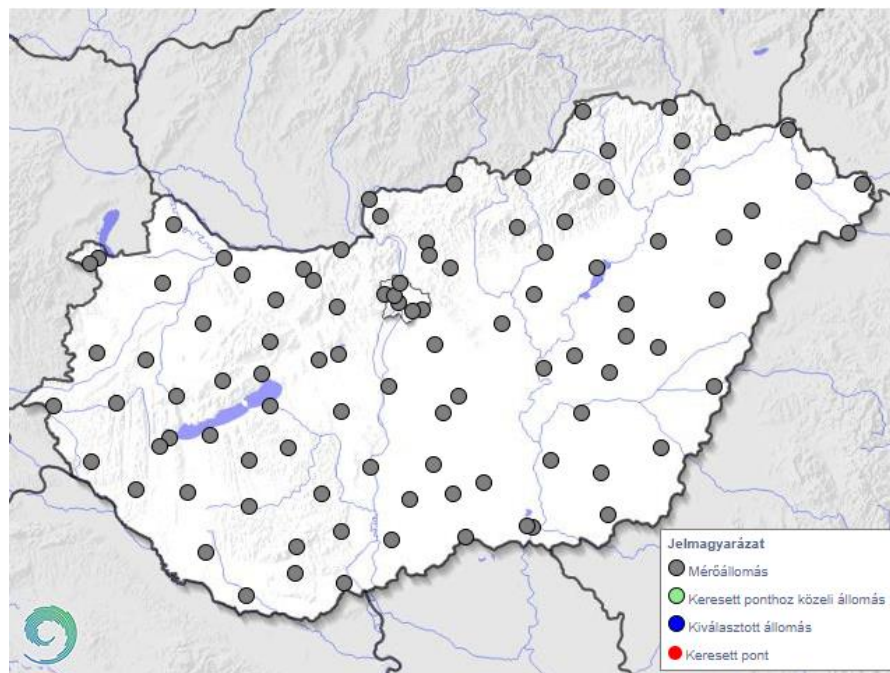 Jelmagyarázat
Mérőállomás
Keresett ponthoz közeli állomás
Kiválasztott állomás
Keresett pont